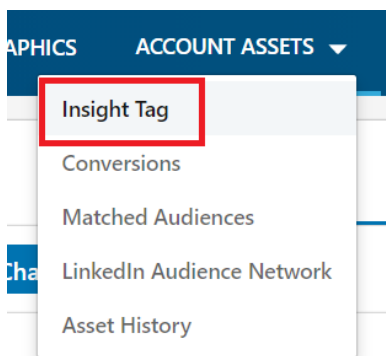 APHICS ACCOUNT ASSETS
Insight Tag
Conversions
Matched Audiences
Cha LinkedIn Audience Network
Asset History